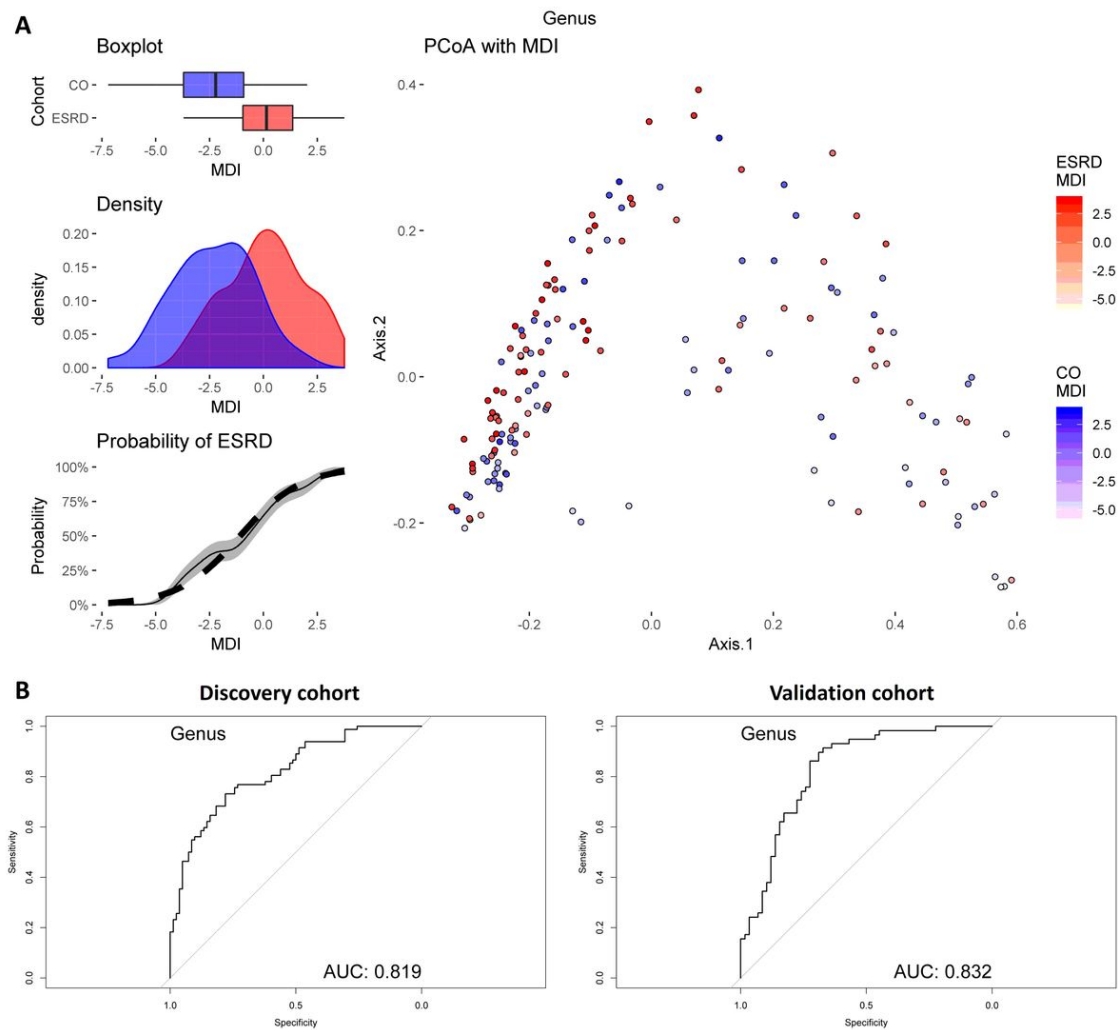 Genus
A
Boxplot
CO
ESRD
Cohort
-7.5 -5.0 -2.5 0.0 2.5
MDI
Density
0.20
0.15
0.10
0.05
0.00
density
-7.5 -5.0 -2.5 0.0 2.5
MDI
Probability of ESRD
100%
75%
50%
25%
0%
Probability
-7.5 -5.0 -2.5 0.0 2.5
MDI
PCoA with MDI
0.4
0.2
0.0
-0.2
Axis.2
-0.2 0.0 0.2 0.4 0.6
Axis.1
ESRD
MDI
2.5
0.0
-2.5
-5.0
CO
MDI
2.5
0.0
-2.5
-5.0
B
Discovery cohort
Genus
1.0
0.8
0.6
0.4
0.2
0.0
Sensitivity
AUC: 0.819
1.0 0.5 0.0
Specificity
Validation cohort
Genus
1.0
0.8
0.6
0.4
0.2
0.0
Sensitivity
AUC: 0.832
1.0 0.5 0.0
Specificity